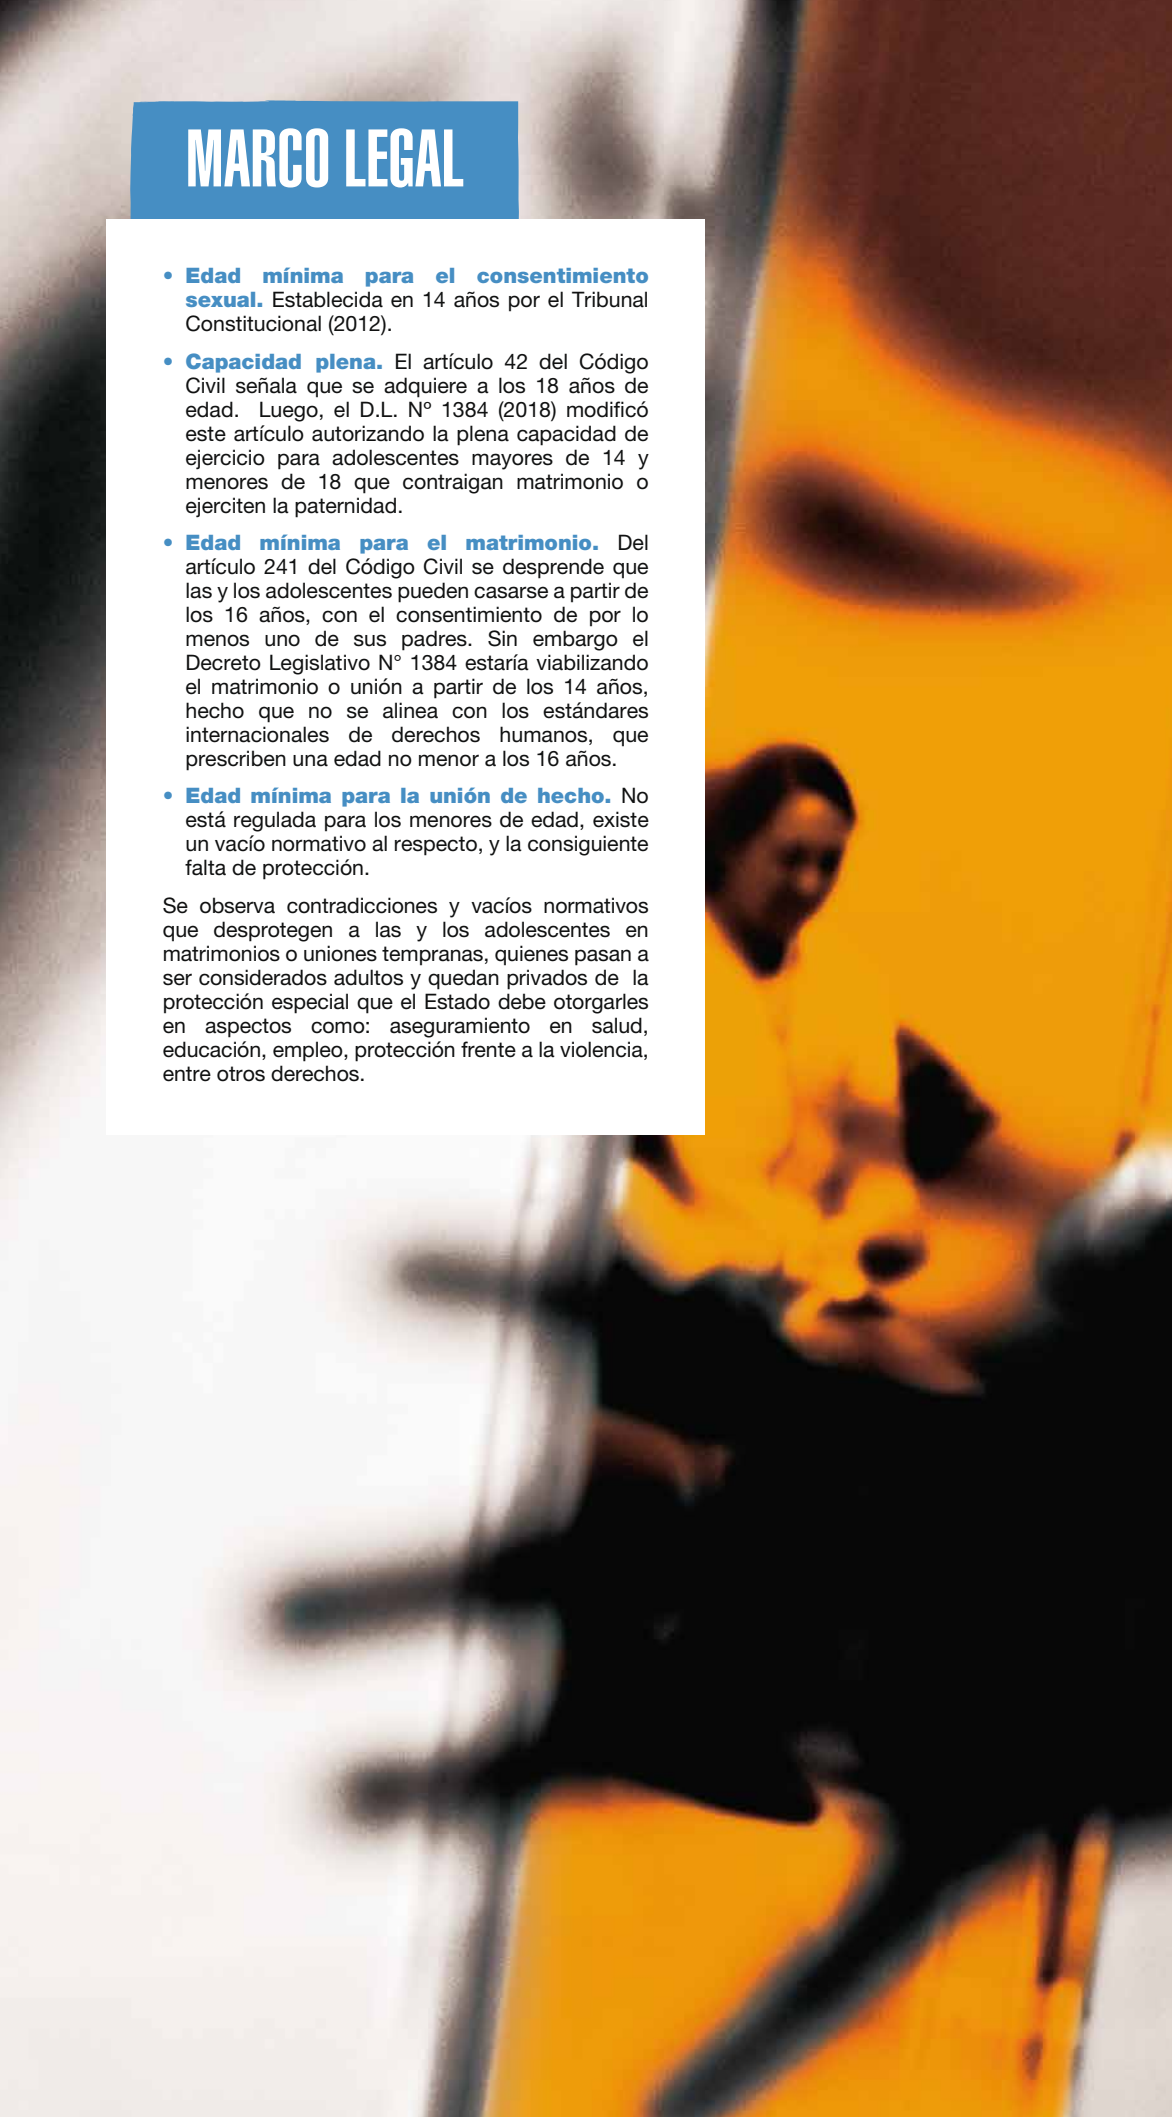 MARCO LEGAL
• Edad mínima para el consentimiento
sexual. Establecida en 14 años por el Tribunal
Constitucional (2012).
• Capacidad plena. El artículo 42 del Código
Civil señala que se adquiere a los 18 años de
edad. Luego, el D.L. Nº 1384 (2018) modificó
este artículo autorizando la plena capacidad de
ejercicio para adolescentes mayores de 14 y
menores de 18 que contraigan matrimonio o
ejerciten la paternidad.
• Edad mínima para el matrimonio. Del
artículo 241 del Código Civil se desprende que
las y los adolescentes pueden casarse a partir de
los 16 años, con el consentimiento de por lo
menos uno de sus padres. Sin embargo el
Decreto Legislativo N° 1384 estaría viabilizando
el matrimonio o unión a partir de los 14 años,
hecho que no se alinea con los estándares
internacionales de derechos humanos, que
prescriben una edad no menor a los 16 años.
• Edad mínima para la unión de hecho. No
está regulada para los menores de edad, existe
un vacío normativo al respecto, y la consiguiente
falta de protección.
Se observa contradicciones y vacíos normativos
que desprotegen a las y los adolescentes en
matrimonios o uniones tempranas, quienes pasan a
ser considerados adultos y quedan privados de la
protección especial que el Estado debe otorgarles
en aspectos como: aseguramiento en salud,
educación, empleo, protección frente a la violencia,
entre otros derechos.